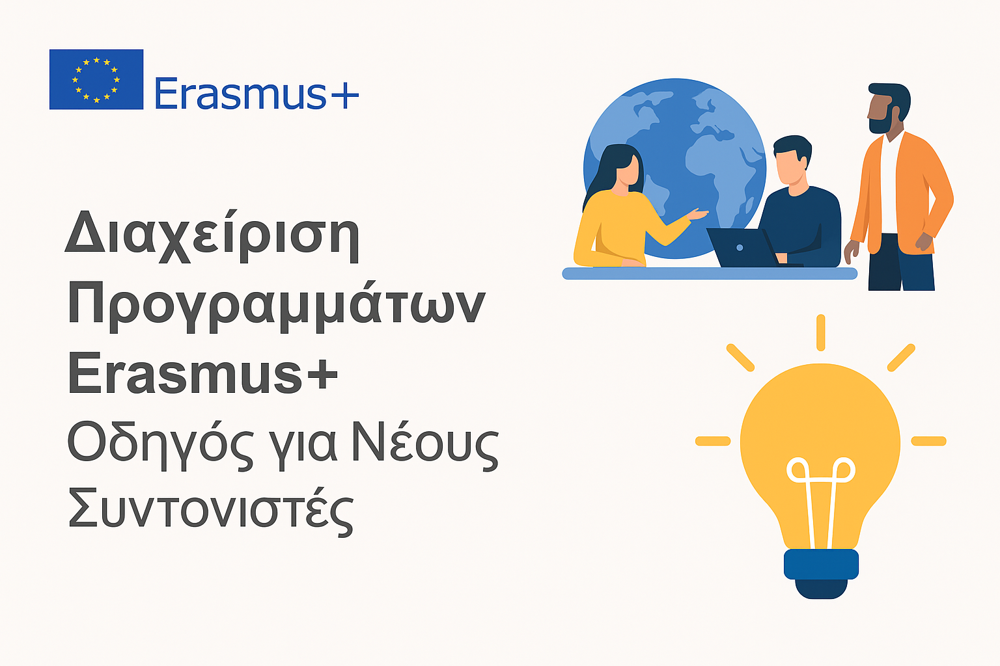 Erasmus+
Διαχείριση
Προγραμμάτων
Erasmus+
Οδηγός για Νέους
Συντονιστές